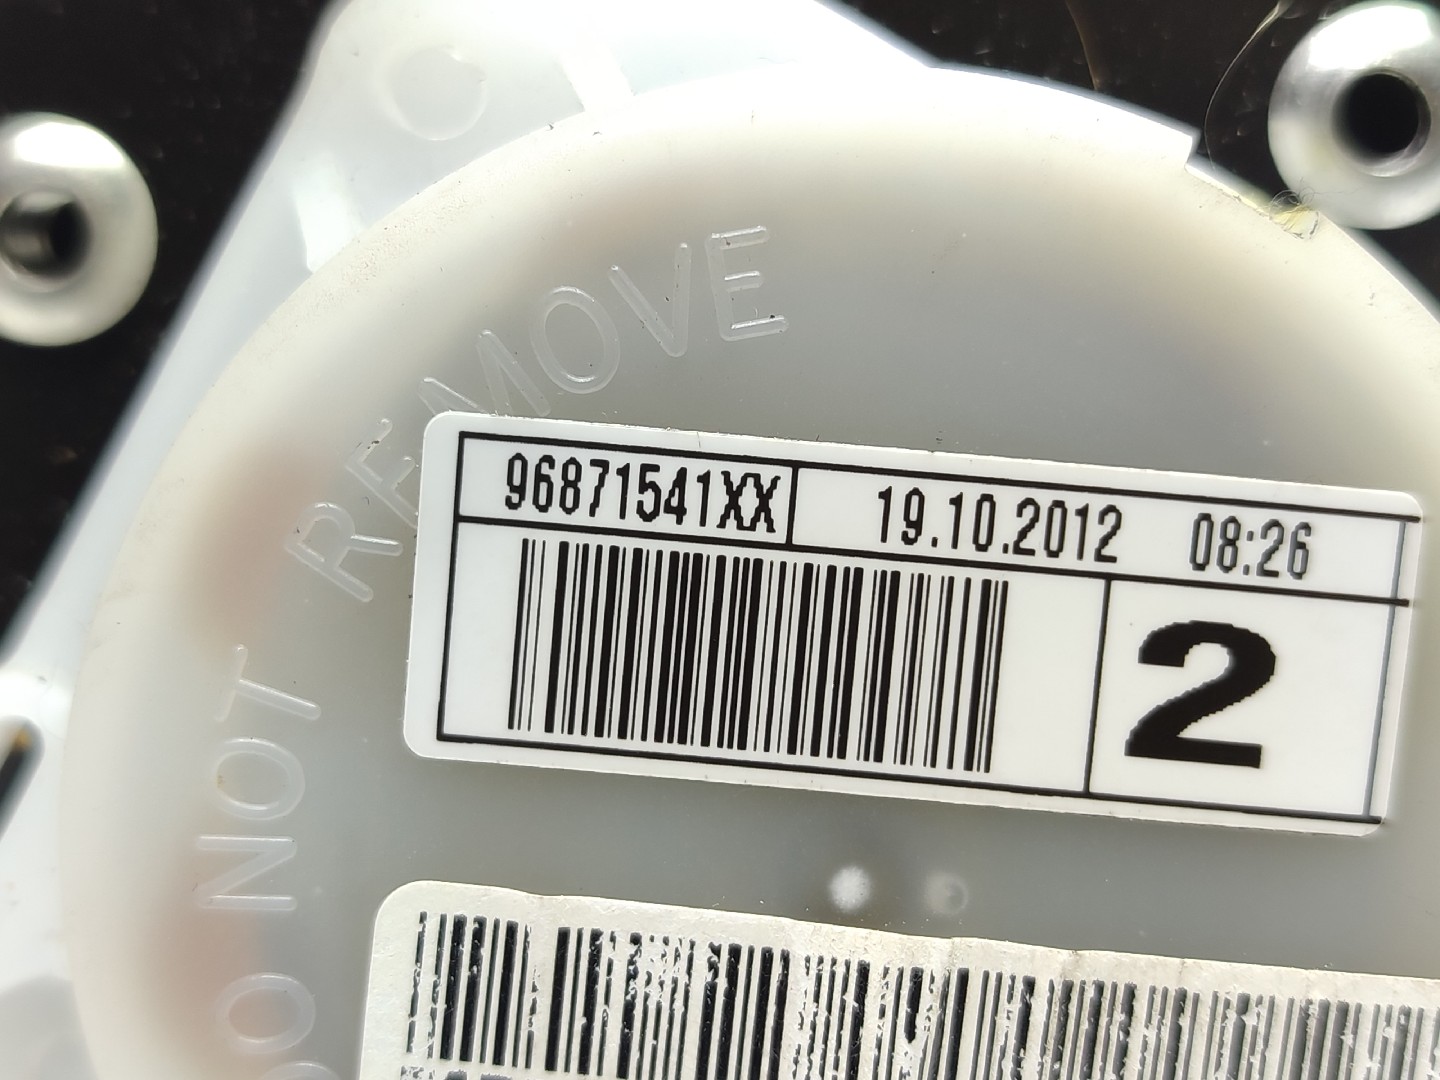 DO NOT REMOVE
96871541XX 19.10.2012 08:26
2